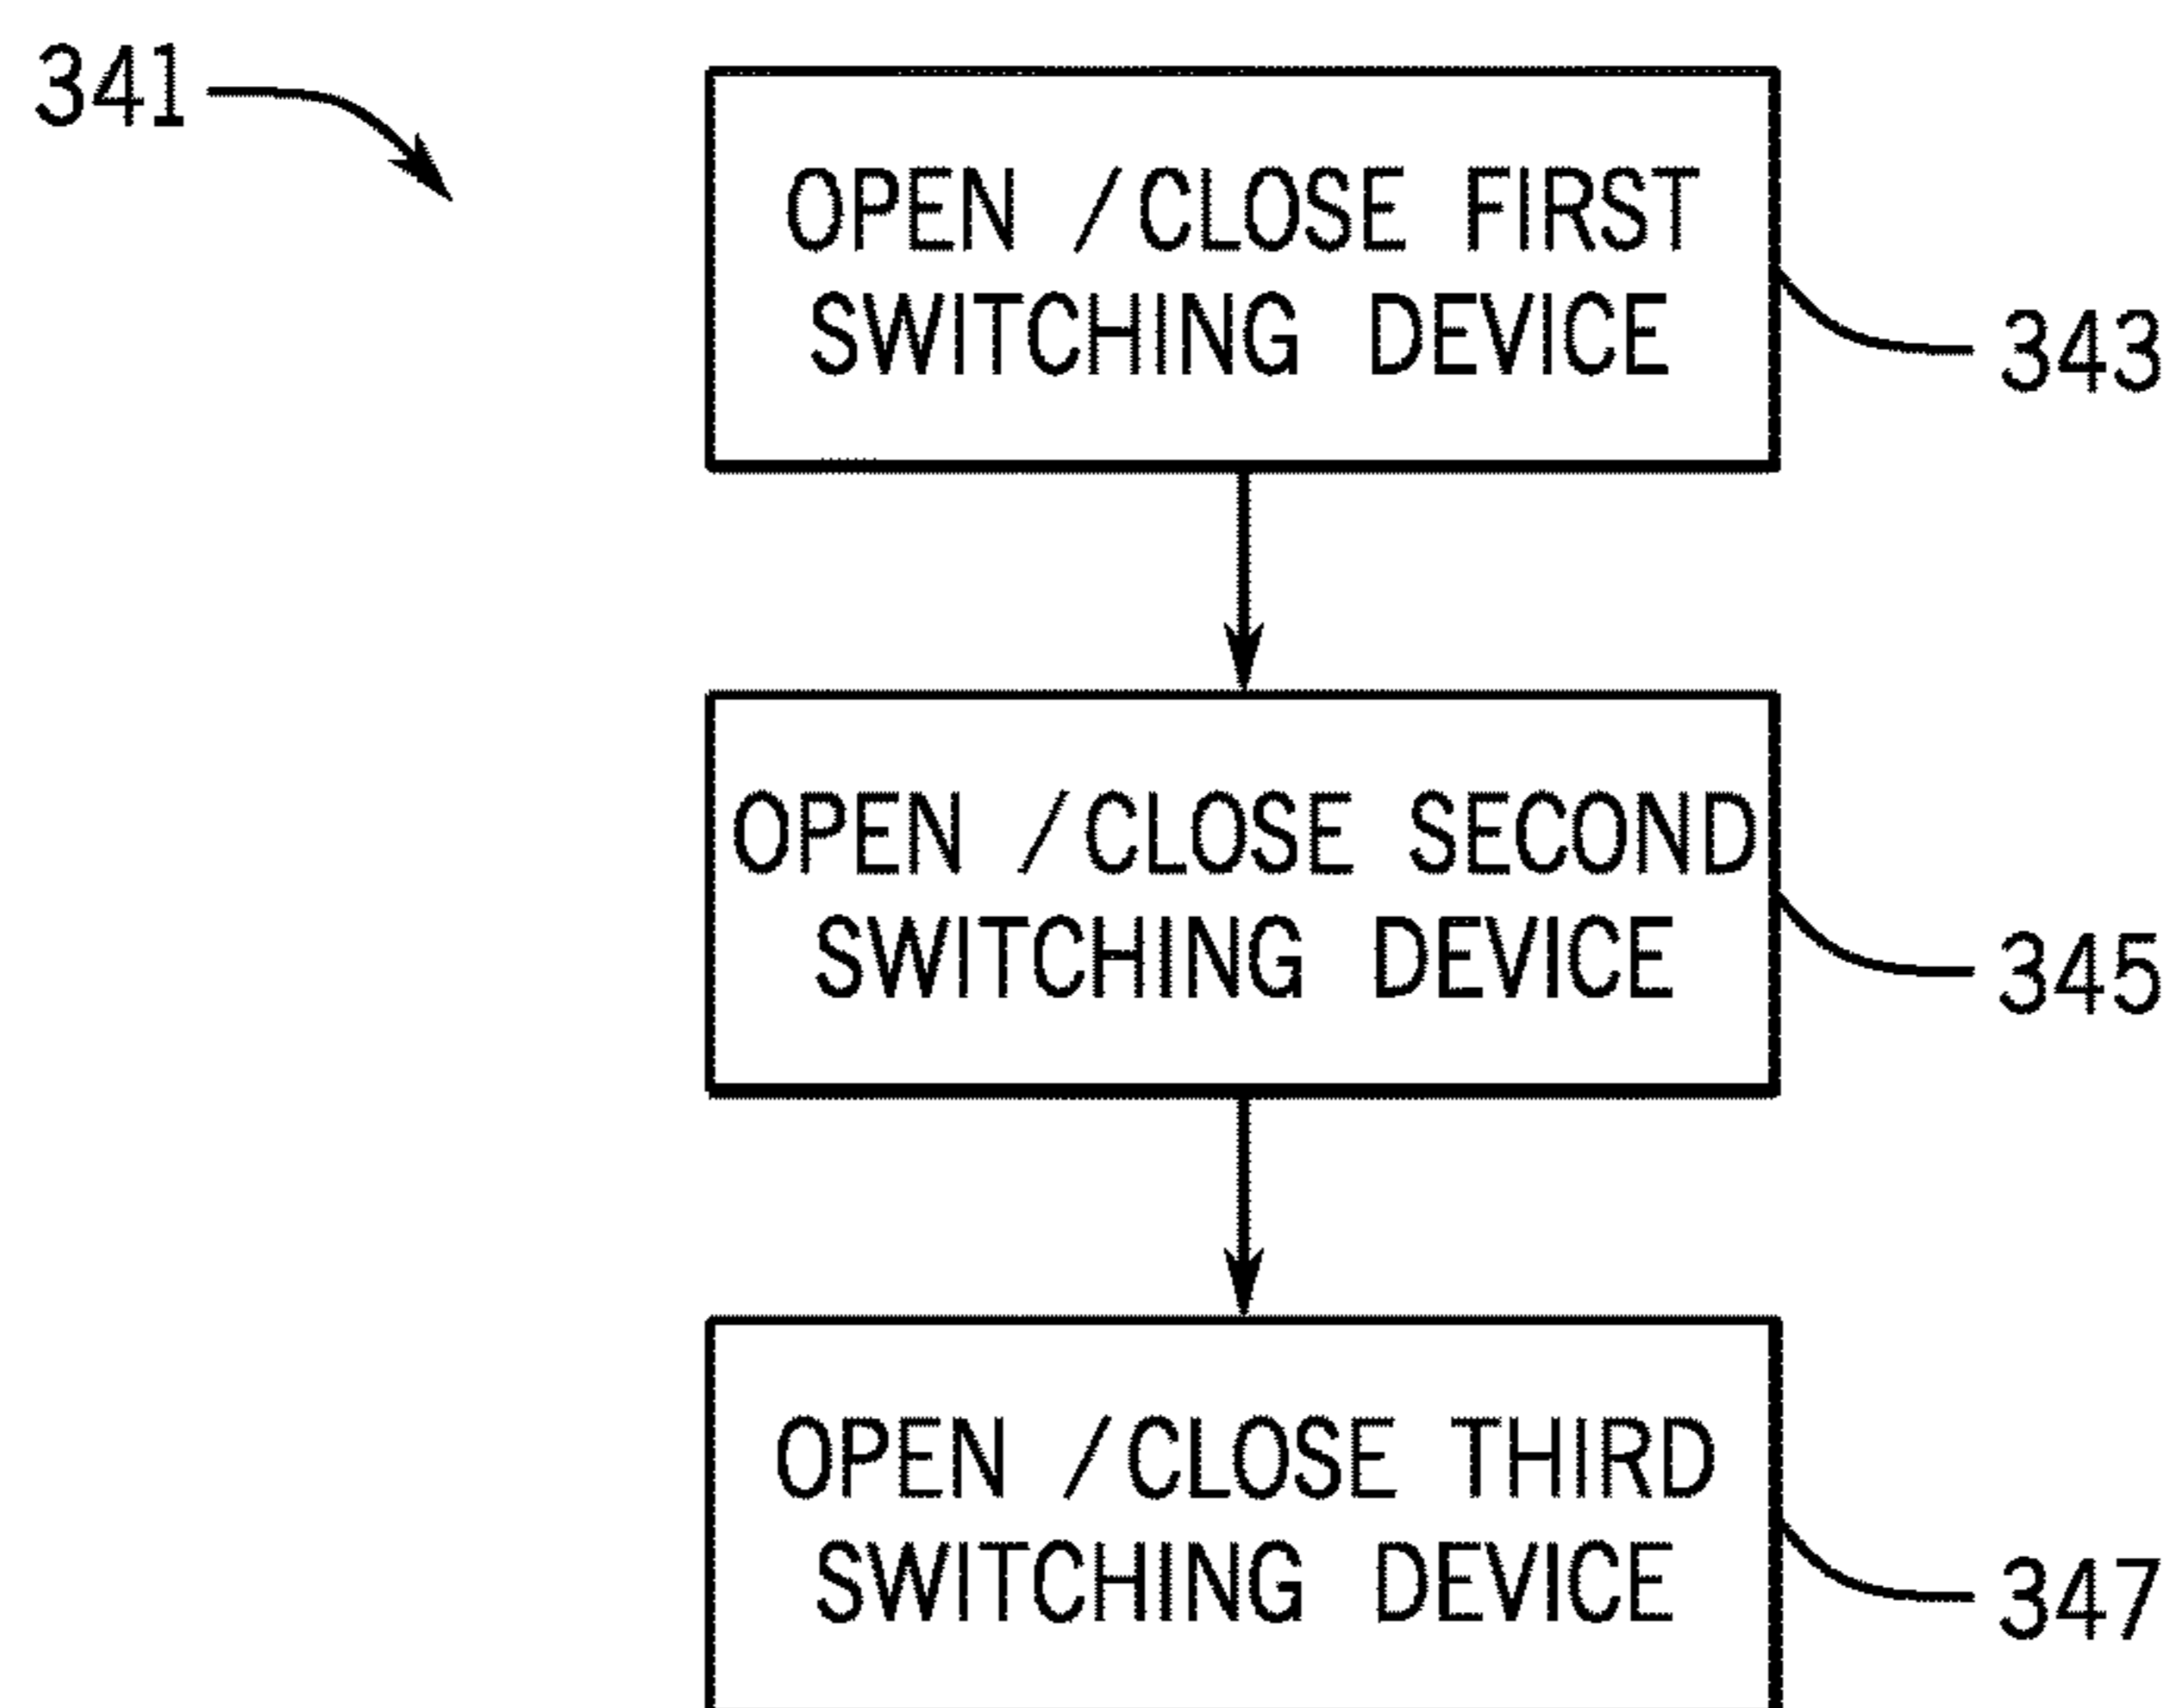 341
OPEN /CLOSE FIRST
SWITCHING DEVICE
343
OPEN /CLOSE SECOND
SWITCHING DEVICE
345
OPEN /CLOSE THIRD
SWITCHING DEVICE
347